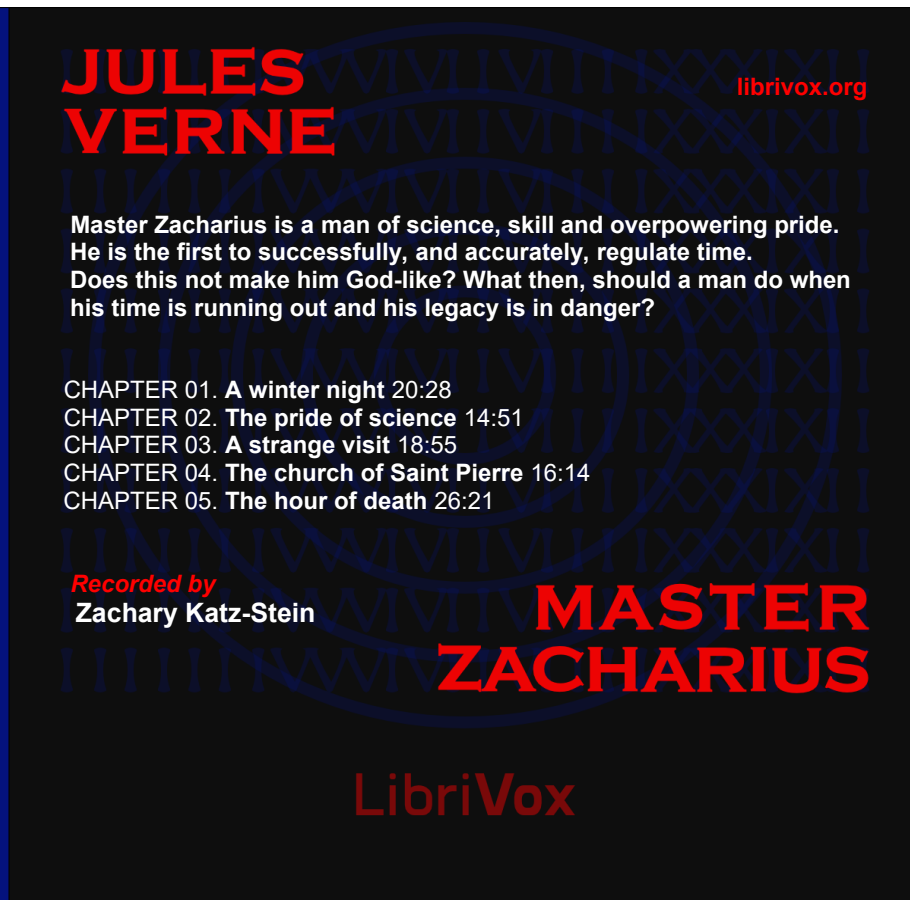 JULES
VERNE
librivox.org
Master Zacharius is a man of science, skill and overpowering pride.
He is the first to successfully, and accurately, regulate time.
Does this not make him God-like? What then, should a man do when
his time is running out and his legacy is in danger?
CHAPTER 01. A winter night 20:28
CHAPTER 02. The pride of science 14:51
CHAPTER 03. A strange visit 18:55
CHAPTER 04. The church of Saint Pierre 16:14
CHAPTER 05. The hour of death 26:21
Recorded by
Zachary Katz-Stein
MASTER
ZACHARIUS
LibriVox